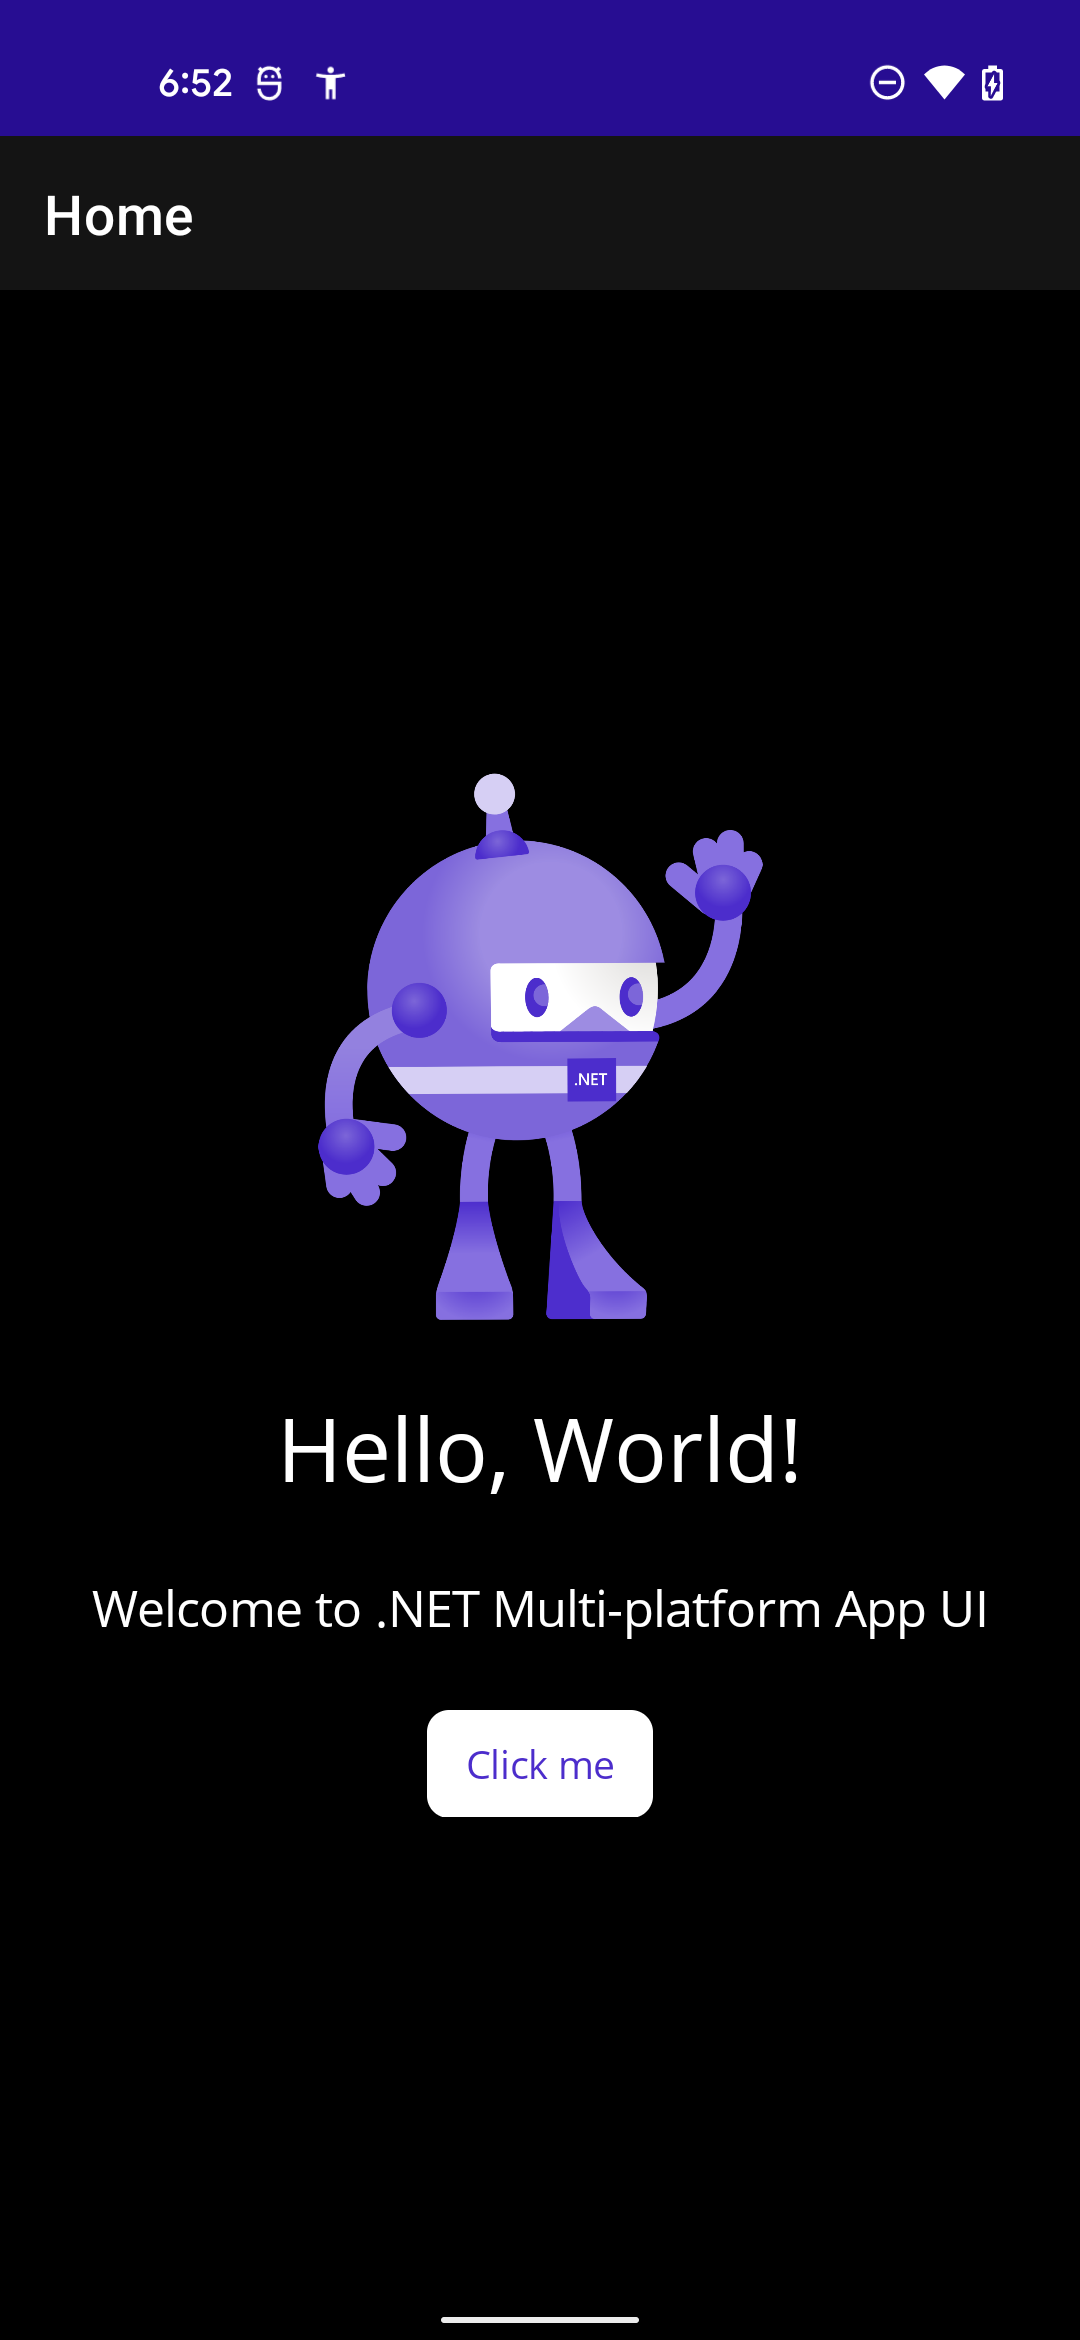 6:52
Home
.NET
Hello, World!
Welcome to .NET Multi-platform App UI
Click me